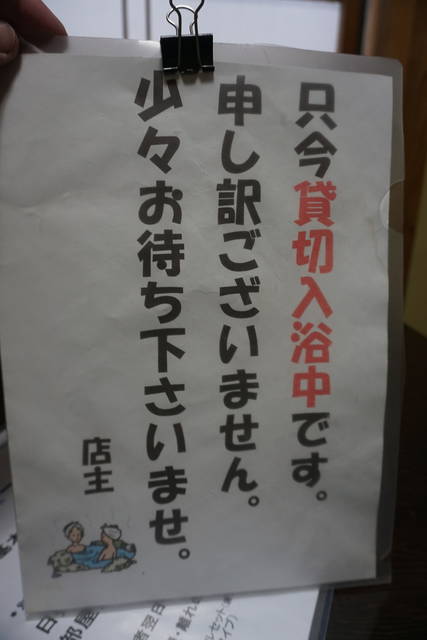 只今貸切入浴中です。
申し訳ございません。
少々お待ち下さいませ。
店主